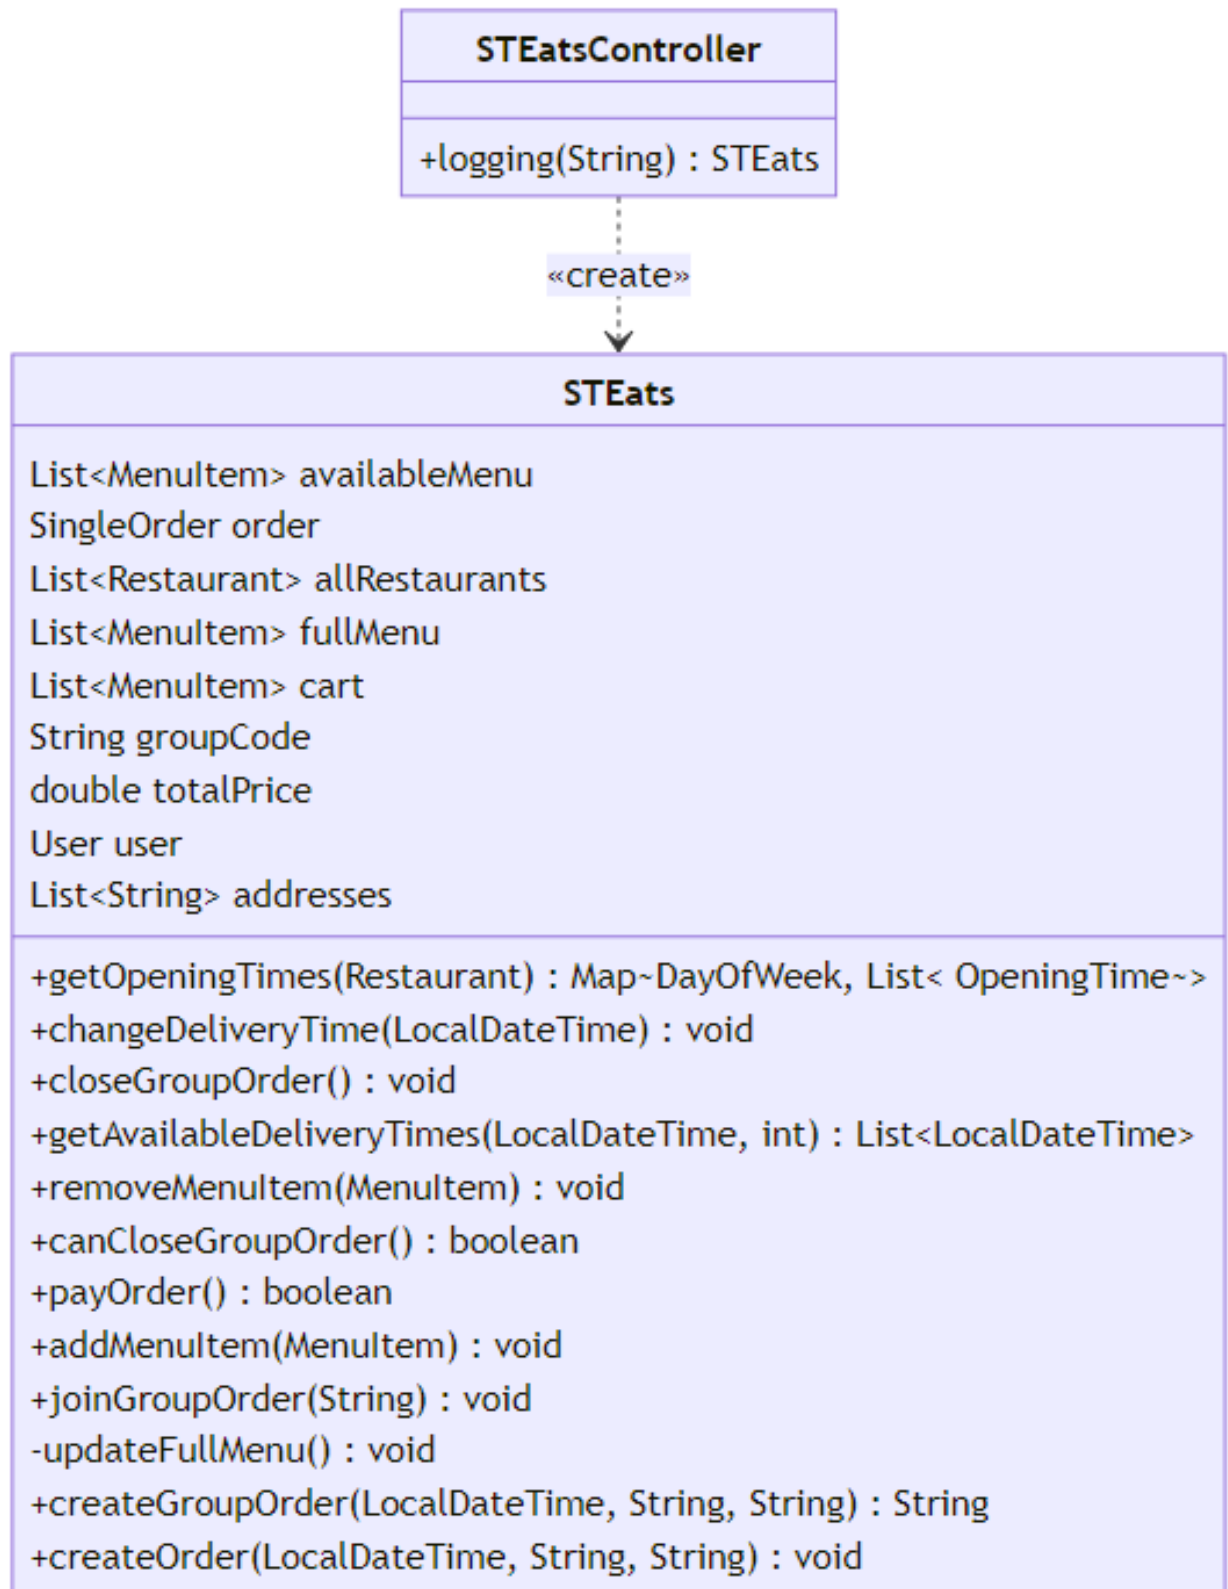 STEatsController
+logging(String) : STEats
«create»
STEats
List<MenuItem> availableMenu
SingleOrder order
List<Restaurant> allRestaurants
List<MenuItem> fullMenu
List<MenuItem> cart
String groupCode
double totalPrice
User user
List<String> addresses
+getOpeningTimes(Restaurant) : Map~DayOfWeek, List< OpeningTime~>
+changeDeliveryTime(LocalDateTime) : void
+closeGroupOrder() : void
+getAvailableDeliveryTimes(LocalDateTime, int) : List<LocalDateTime>
+removeMenuItem(MenuItem) : void
+canCloseGroupOrder() : boolean
+payOrder() : boolean
+addMenuItem(MenuItem) : void
+joinGroupOrder(String) : void
-updateFullMenu() : void
+createGroupOrder(LocalDateTime, String, String) : String
+createOrder(LocalDateTime, String, String) : void